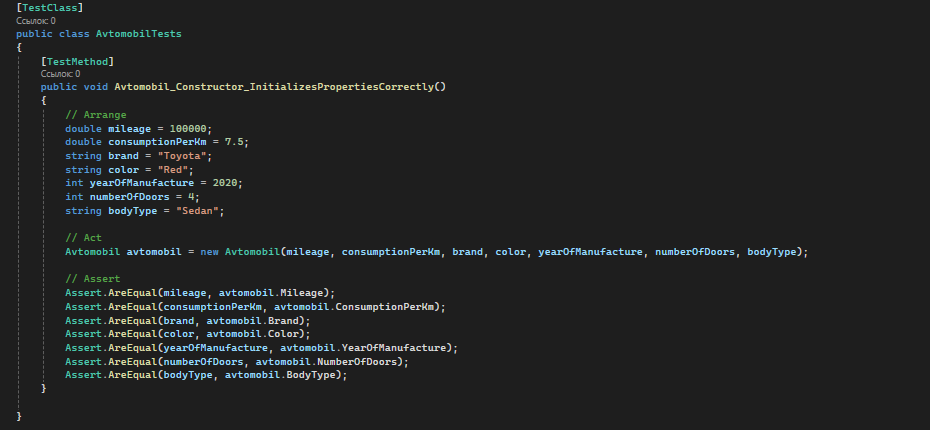 [TestClass]
Ссылок: 0
public class AvtomobilTests
{
[TestMethod]
Ссылок: 0
public void Avtomobil_Constructor_InitializesPropertiesCorrectly()
{
// Arrange
double mileage = 100000;
double consumptionPerKm = 7.5;
string brand = "Toyota";
string color = "Red";
int yearOfManufacture = 2020;
int numberOfDoors = 4;
string bodyType = "Sedan";
// Act
Avtomobil avtomobil = new Avtomobil(mileage, consumptionPerKm, brand, color, yearOfManufacture, numberOfDoors, bodyType);
// Assert
Assert.AreEqual(mileage, avtomobil.Mileage);
Assert.AreEqual(consumptionPerKm, avtomobil.ConsumptionPerKm);
Assert.AreEqual(brand, avtomobil.Brand);
Assert.AreEqual(color, avtomobil.Color);
Assert.AreEqual(yearOfManufacture, avtomobil.YearOfManufacture);
Assert.AreEqual(numberOfDoors, avtomobil.NumberOfDoors);
Assert.AreEqual(bodyType, avtomobil.BodyType);
}
}